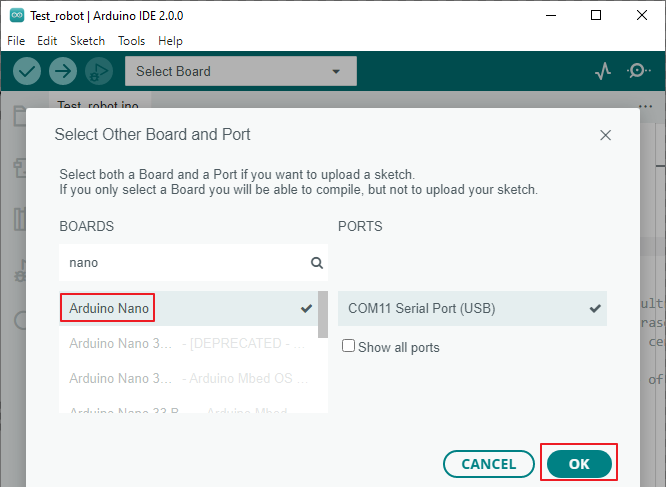 Test_robot | Arduino IDE 2.0.0
File Edit Sketch Tools Help
Select Board
Test_robot.ino ...
Select Other Board and Port
Select both a Board and a Port if you want to upload a sketch.
If you only select a Board you will be able to compile, but not to upload your sketch.
BOARDS
nano
Arduino Nano
Arduino Nano 3... - [DEPRECATED - ...
Arduino Nano 3... - Arduino Mbed OS ...
Arduino Nano 33 B... - Arduino Mbed
PORTS
COM11 Serial Port (USB)
Show all ports
of
CANCEL OK